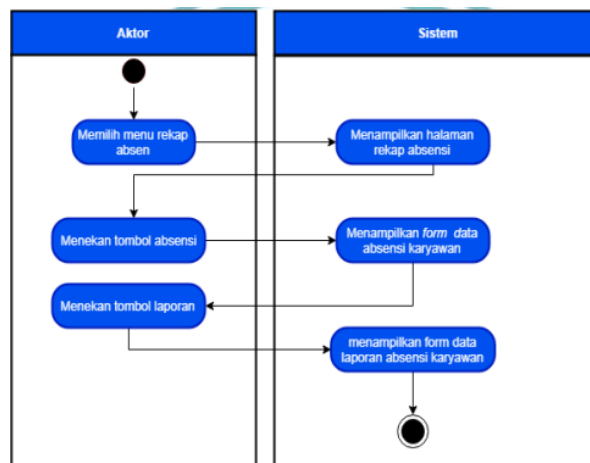 Aktor
Sistem
Memilih menu rekap
absen
Menampilkan halaman
rekap absensi
Menekan tombol absensi
Menampilkan form data
absensi karyawan
Menekan tombol laporan
menampilkan form data
laporan absensi karyawan